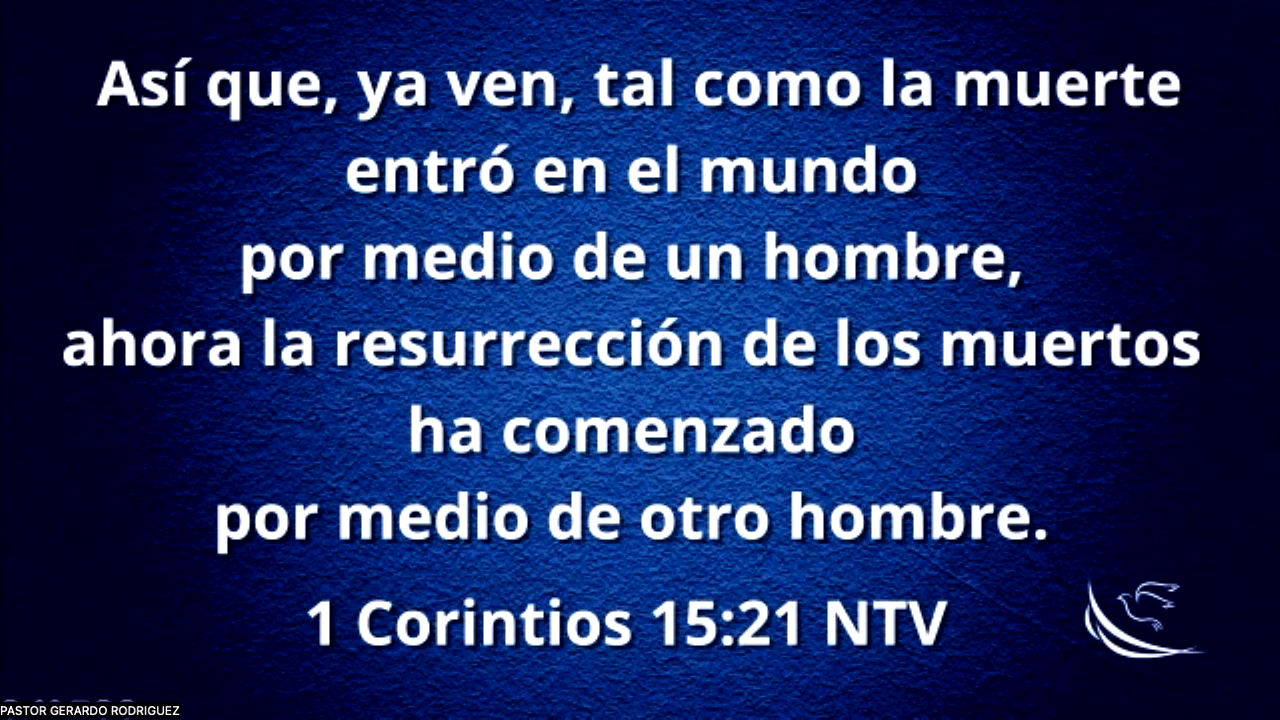 Así que, ya ven, tal como la muerte
entró en el mundo
por medio de un hombre,
ahora la resurrección de los muertos
ha comenzado
por medio de otro hombre.
1 Corintios 15:21 NTV
PASTOR GERARDO RODRIGUEZ